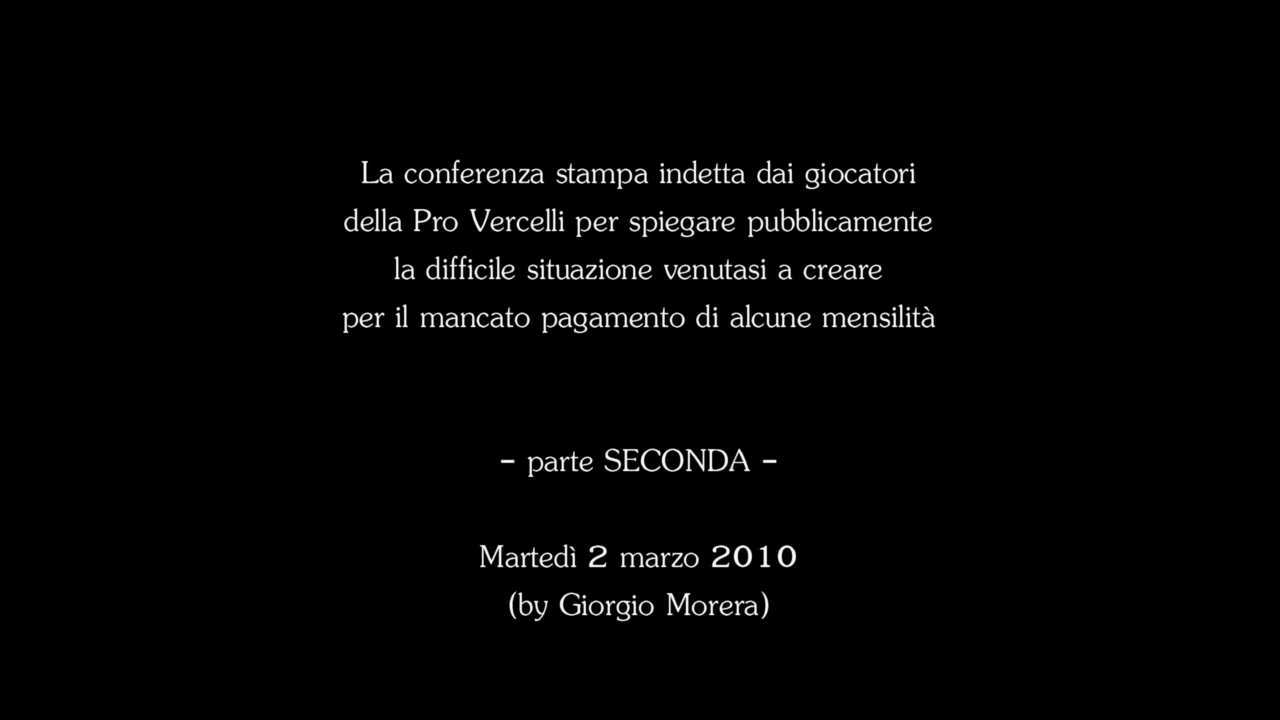 La conferenza stampa indetta dai giocatori
della Pro Vercelli per spiegare pubblicamente
la difficile situazione venutasi a creare
per il mancato pagamento di alcune mensilità
– parte SECONDA –
Martedì 2 marzo 2010
(by Giorgio Morera)